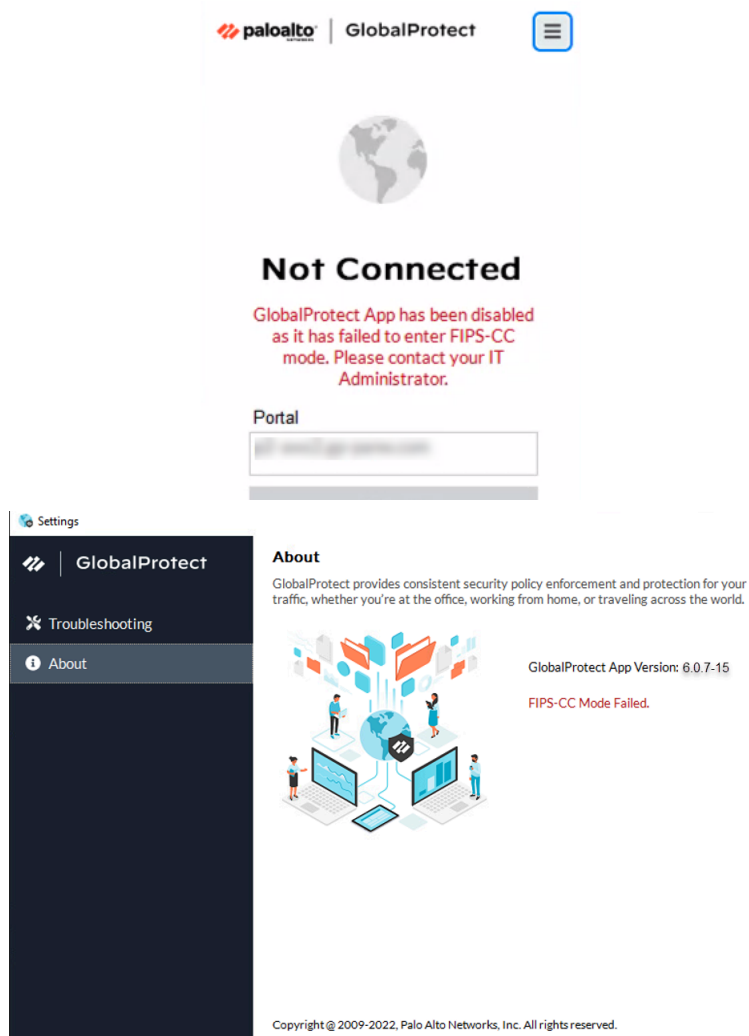 paloalto NETWORKS GlobalProtect
Not Connected
GlobalProtect App has been disabled
as it has failed to enter FIPS-CC
mode. Please contact your IT
Administrator.
Portal
Settings
GlobalProtect
Troubleshooting
About
About
GlobalProtect provides consistent security policy enforcement and protection for your
traffic, whether you're at the office, working from home, or traveling across the world.
GlobalProtect App Version: 6.0.7-15
FIPS-CC Mode Failed.
Copyright @ 2009-2022, Palo Alto Networks, Inc. All rights reserved.